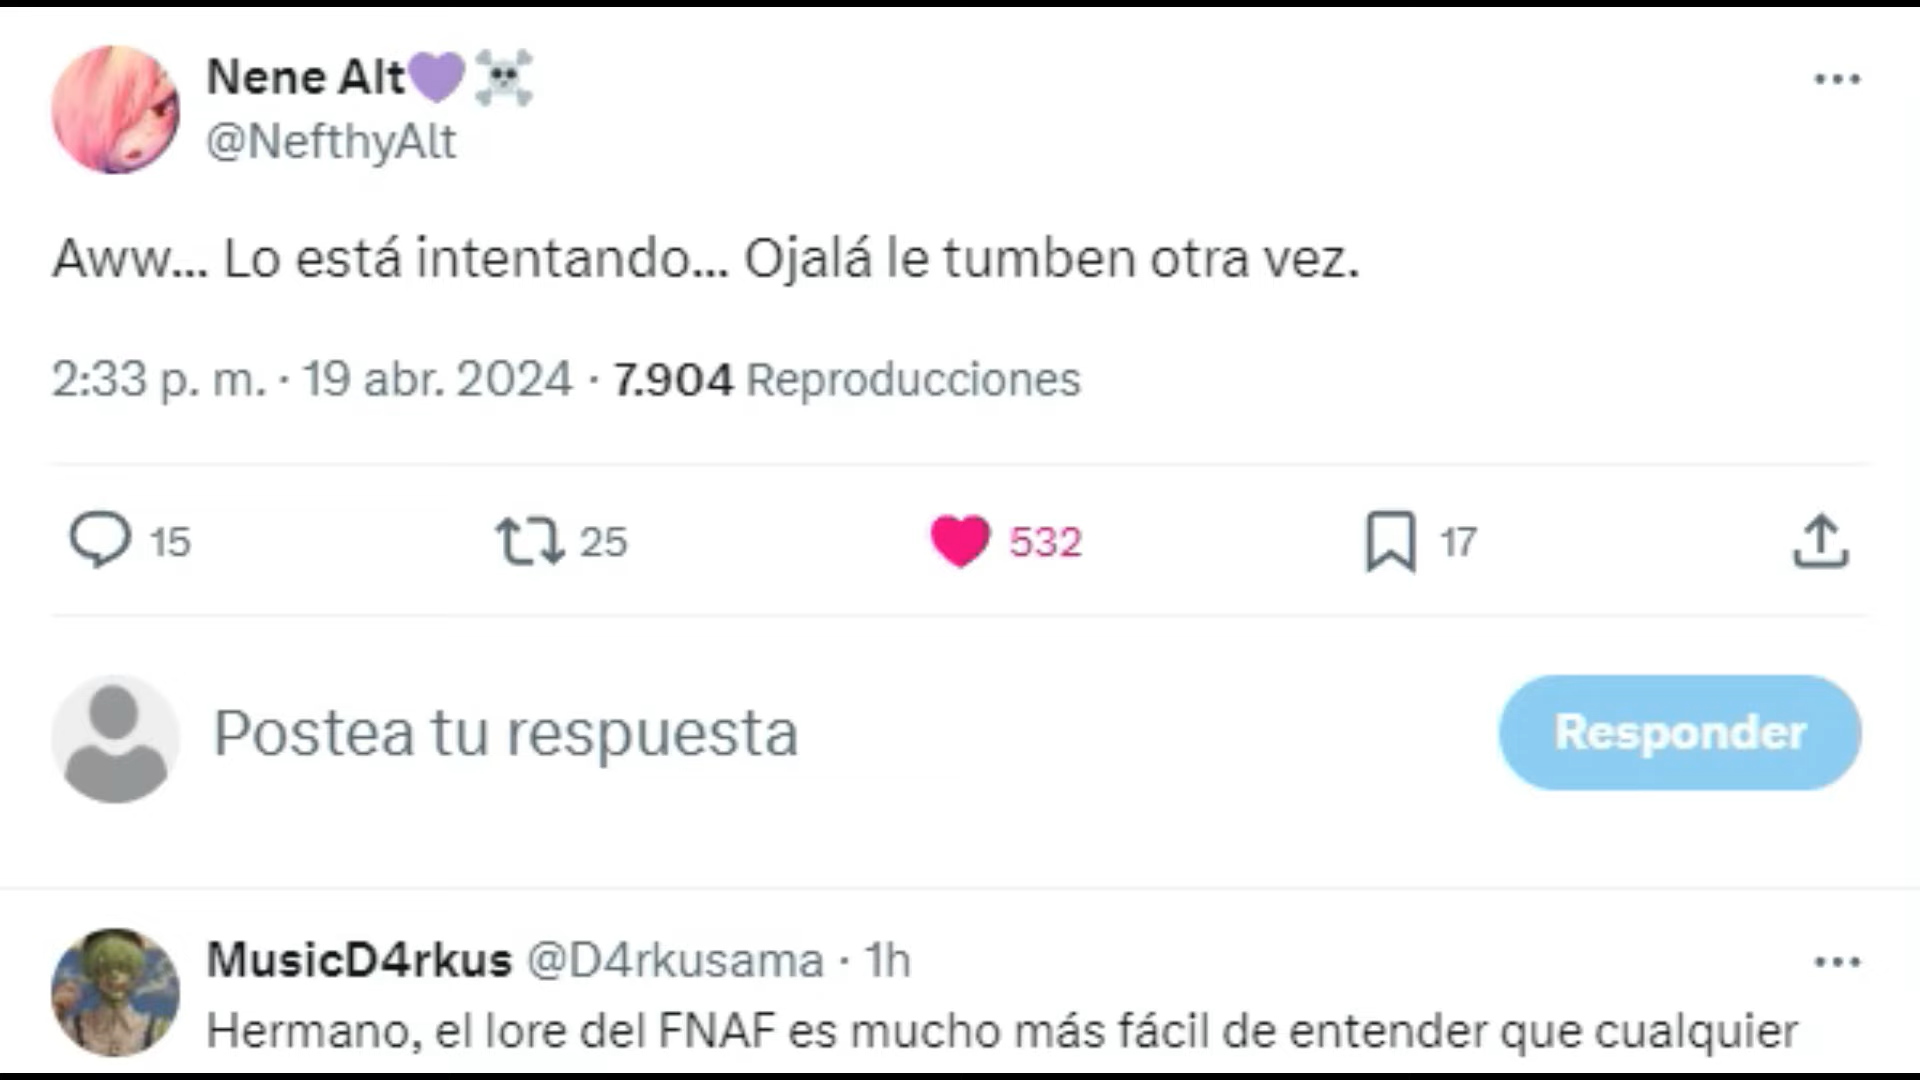 Nene Alt💜☠️
@NefthyAlt
Aww... Lo está intentando... Ojalá le tumben otra vez.
2:33 p. m. · 19 abr. 2024 · 7.904 Reproducciones
15 25 532 17
Postea tu respuesta
Responder
MusicD4rkus @D4rkusama · 1h
Hermano, el lore del FNAF es mucho más fácil de entender que cualquier